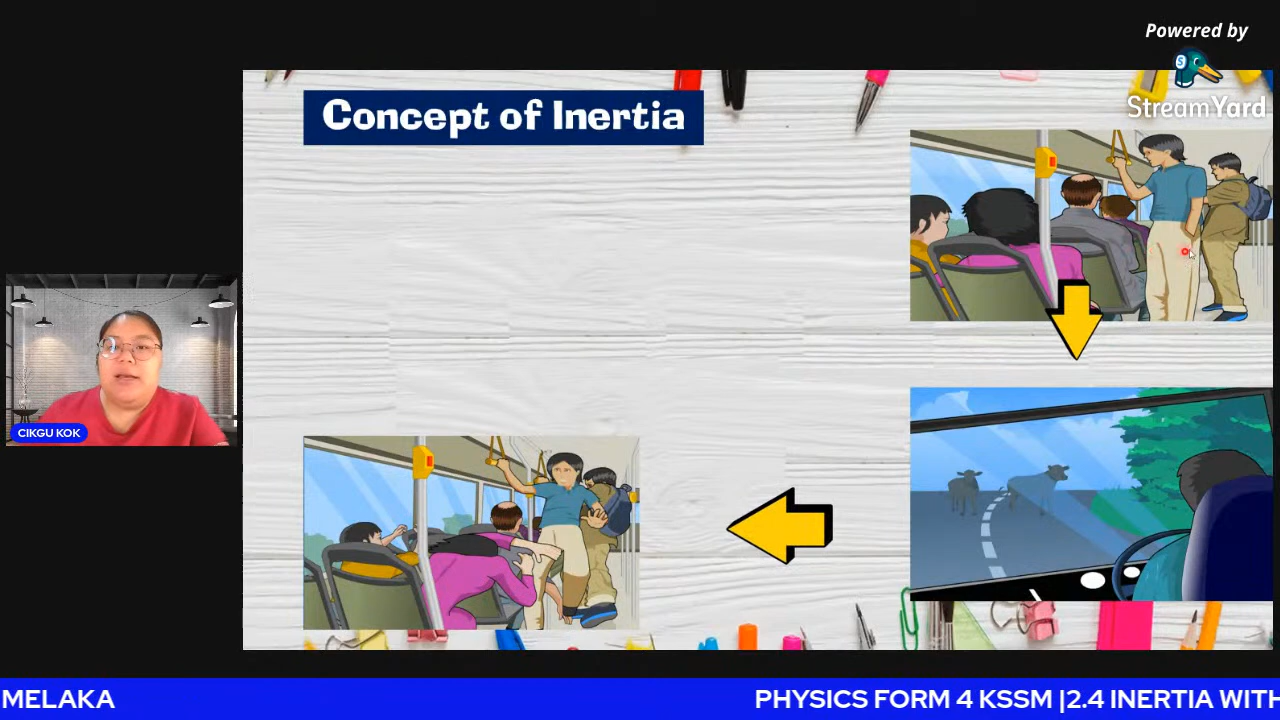 Powered by
StreamYard
Concept of Inertia
CIKGU KOK
MELAKA
PHYSICS FORM 4 KSSM |2.4 INERTIA WITH